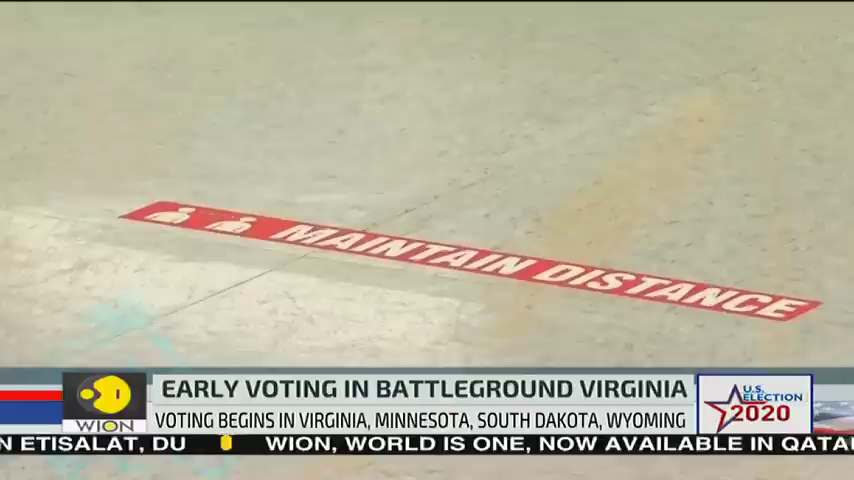 MAINTAIN DISTANCE
EARLY VOTING IN BATTLEGROUND VIRGINIA
VOTING BEGINS IN VIRGINIA, MINNESOTA, SOUTH DAKOTA, WYOMING
WION
U.S.
ELECTION
2020
N ETISALAT, DU WION, WORLD IS ONE, NOW AVAILABLE IN QATA